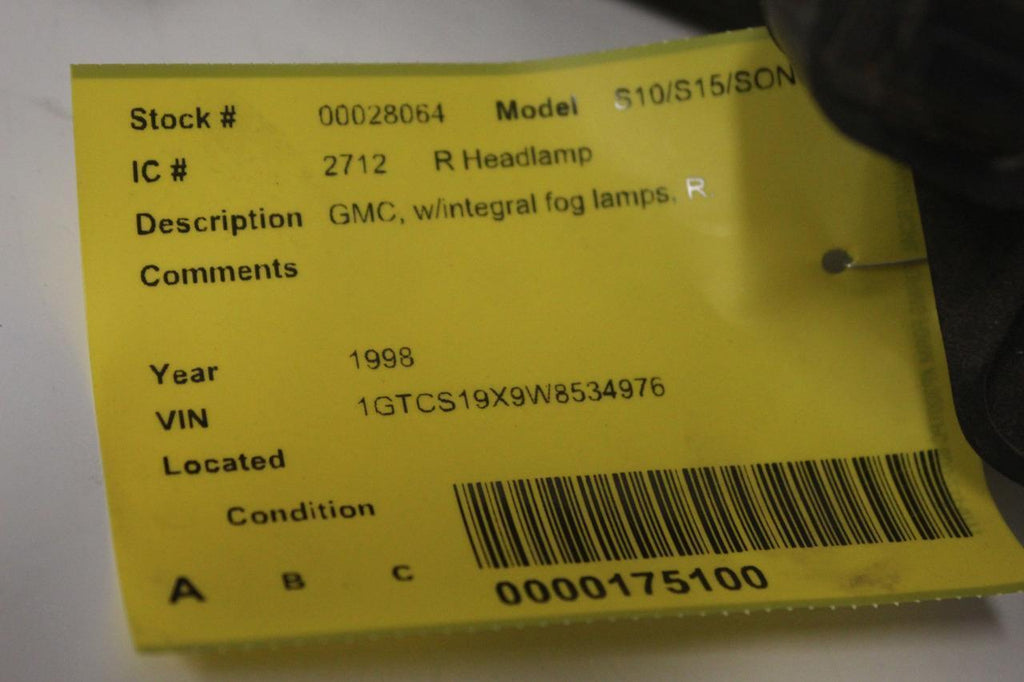 Stock # 00028064 Model S10/S15/SON
IC # 2712 R Headlamp
Description GMC, w/integral fog lamps, R.
Comments
Year 1998
VIN 1GTCS19X9W8534976
Located
Condition
A B C
0000175100